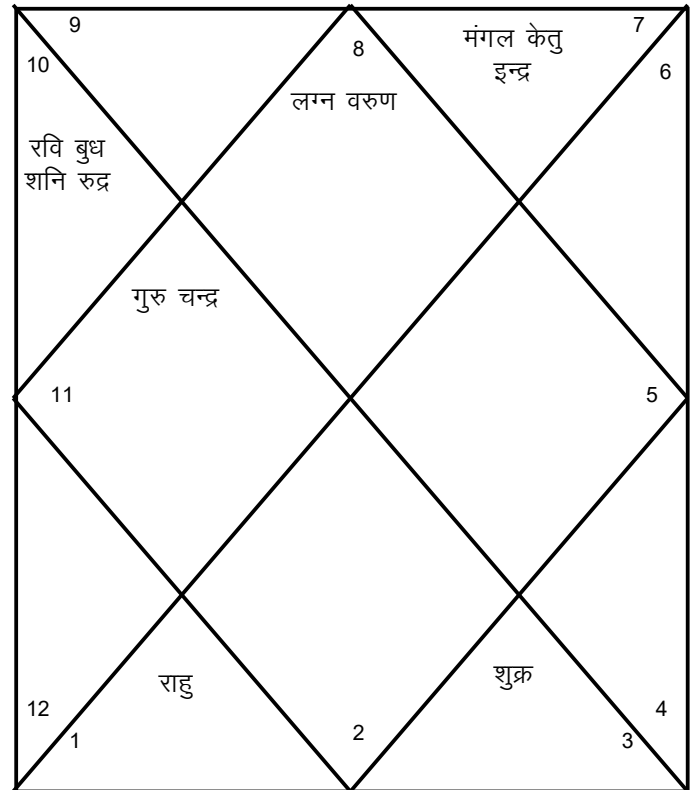 9
8
मंगल केतु
7
इन्द्र
10
6
लग्न वरुण
रवि बुध
शनि रुद्र
गुरु चन्द्र
11
5
राहु
शुक्र
12
4
1
2
3